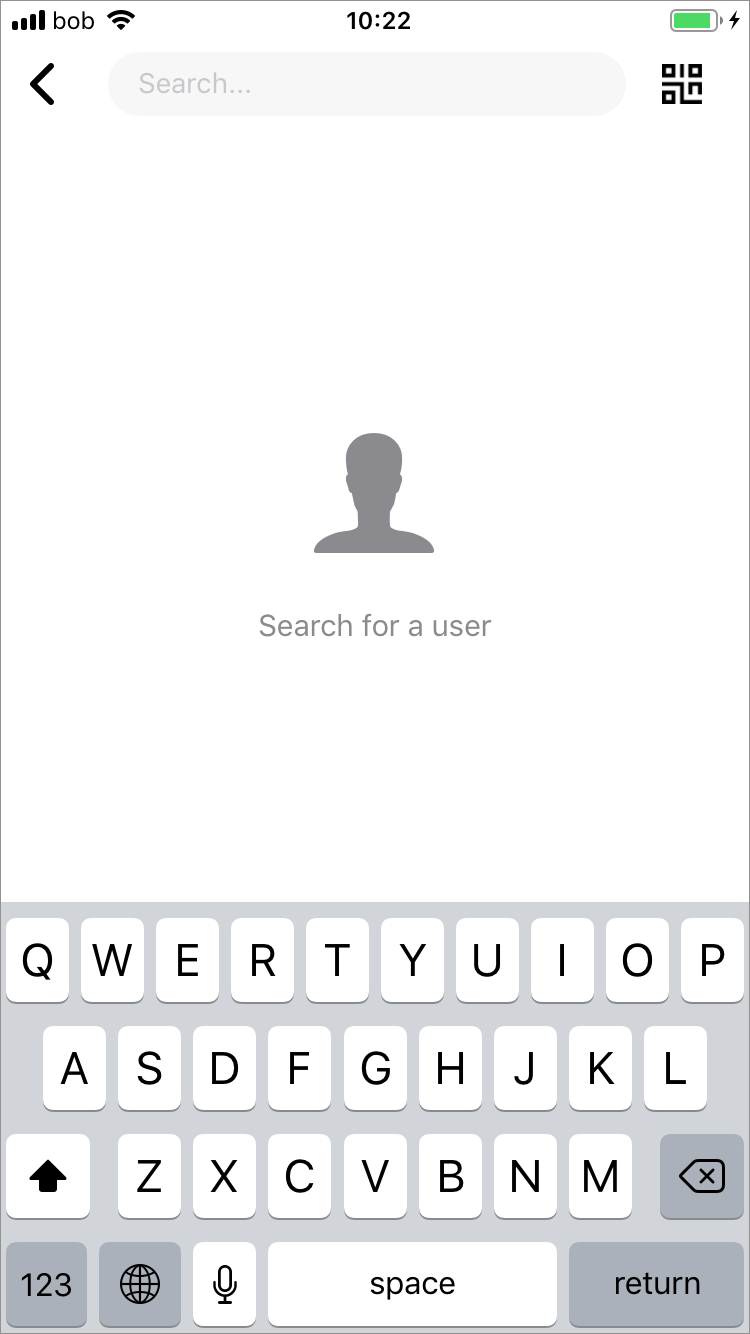 bob 10:22
Search...
Search for a user
Q W E R T Y U I O P
A S D F G H J K L
Z X C V B N M
123 space return